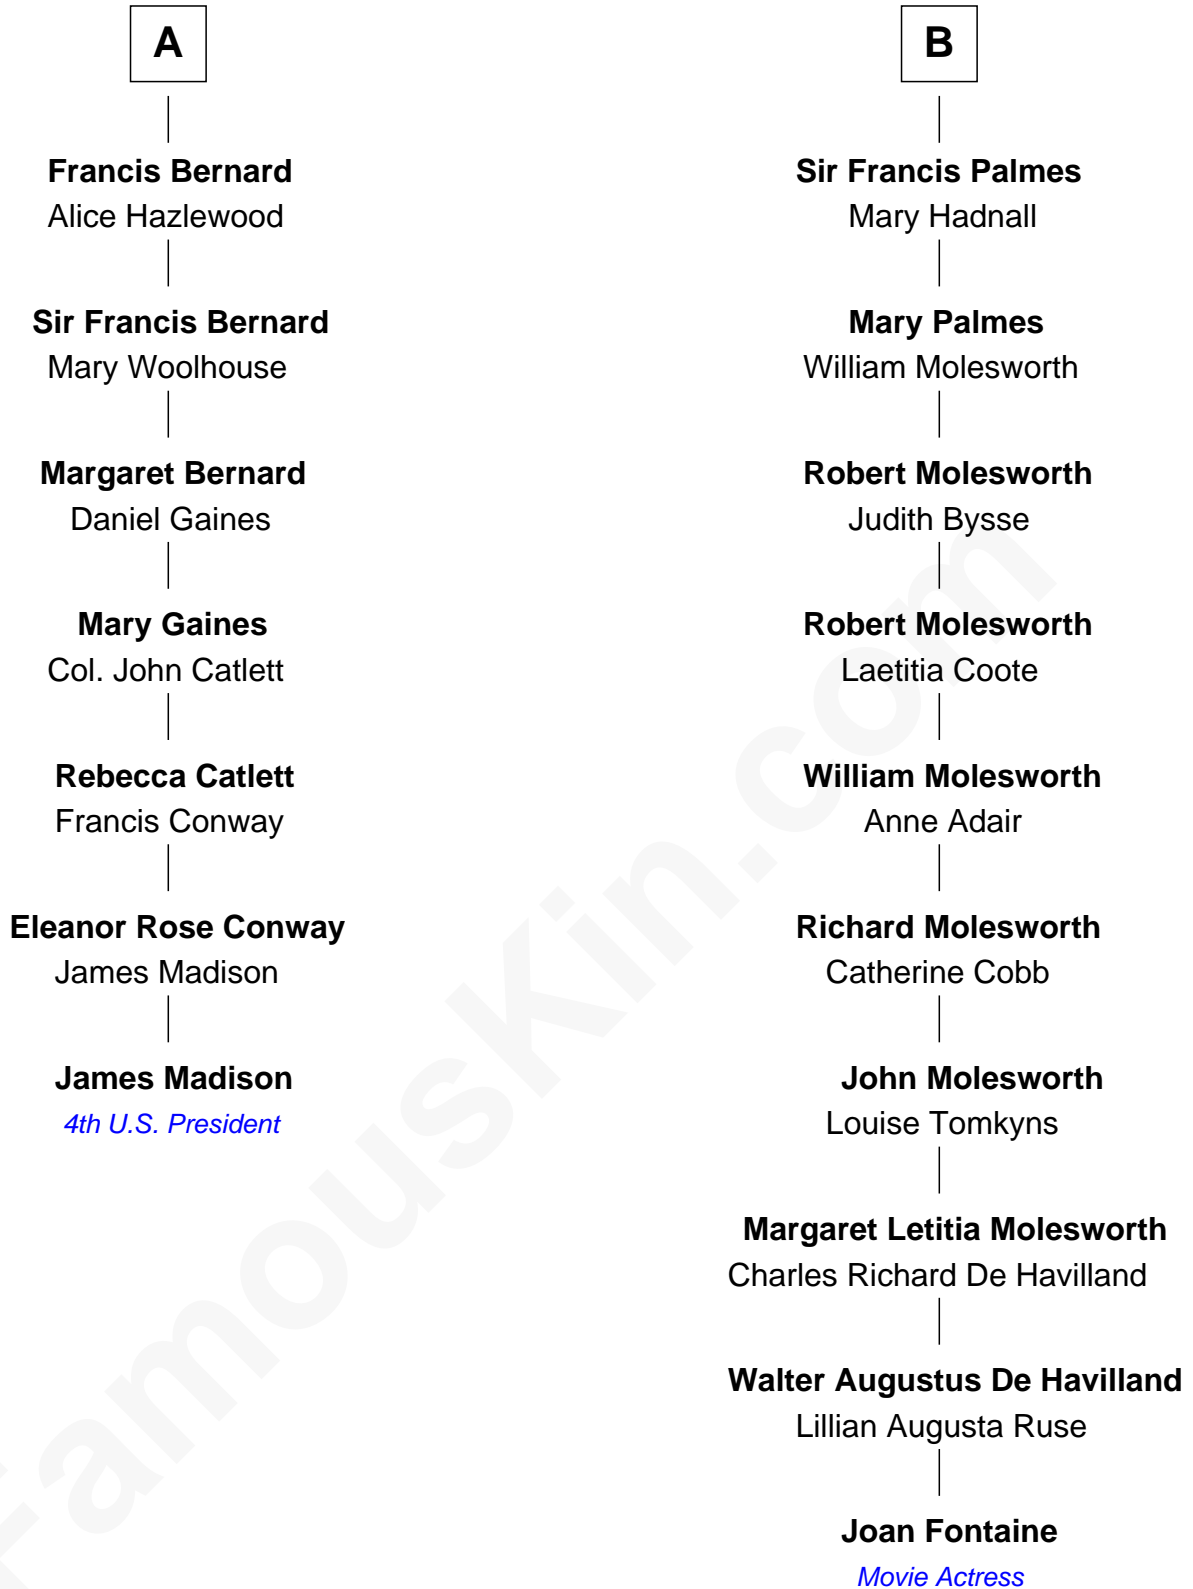 A
Francis Bernard
Alice Hazlewood
Sir Francis Bernard
Mary Woolhouse
Margaret Bernard
Daniel Gaines
Mary Gaines
Col. John Catlett
Rebecca Catlett
Francis Conway
Eleanor Rose Conway
James Madison
James Madison
4th U.S. President
B
Sir Francis Palmes
Mary Hadnall
Mary Palmes
William Molesworth
Robert Molesworth
Judith Bysse
Robert Molesworth
Laetitia Coote
William Molesworth
Anne Adair
Richard Molesworth
Catherine Cobb
John Molesworth
Louise Tomkyns
Margaret Letitia Molesworth
Charles Richard De Havilland
Walter Augustus De Havilland
Lillian Augusta Ruse
Joan Fontaine
Movie Actress
FamousKin.com